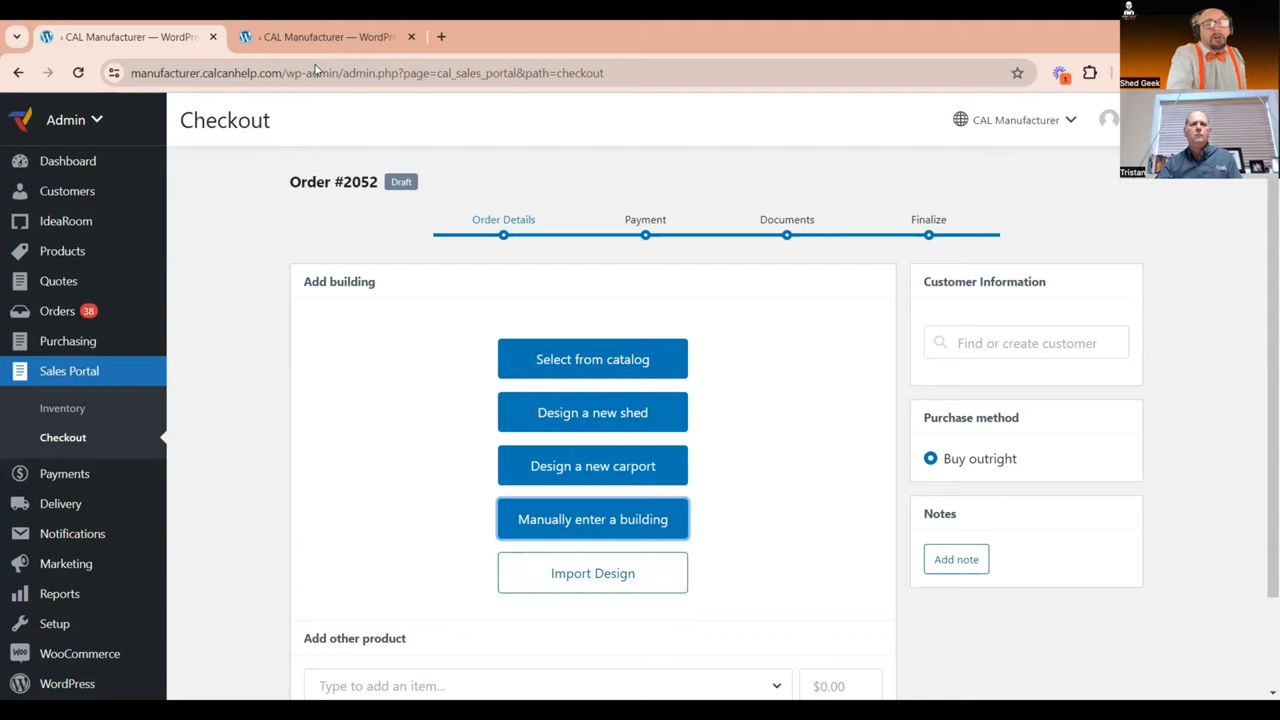 ‹ CAL Manufacturer — WordPr
‹ CAL Manufacturer — WordPr
manufacturer.calcanhelp.com/wp-admin/admin.php?page=cal_sales_portal&path=checkout
1
Shed Geek
Tristan
Admin
Checkout
CAL Manufacturer
Dashboard
Customers
IdeaRoom
Products
Quotes
Orders 38
Purchasing
Sales Portal
Inventory
Checkout
Payments
Delivery
Notifications
Marketing
Reports
Setup
WooCommerce
WordPress
Order #2052 Draft
Order Details Payment Documents Finalize
Add building
Select from catalog
Design a new shed
Design a new carport
Manually enter a building
Import Design
Add other product
Type to add an item... $0.00
Customer Information
Find or create customer
Purchase method
Buy outright
Notes
Add note